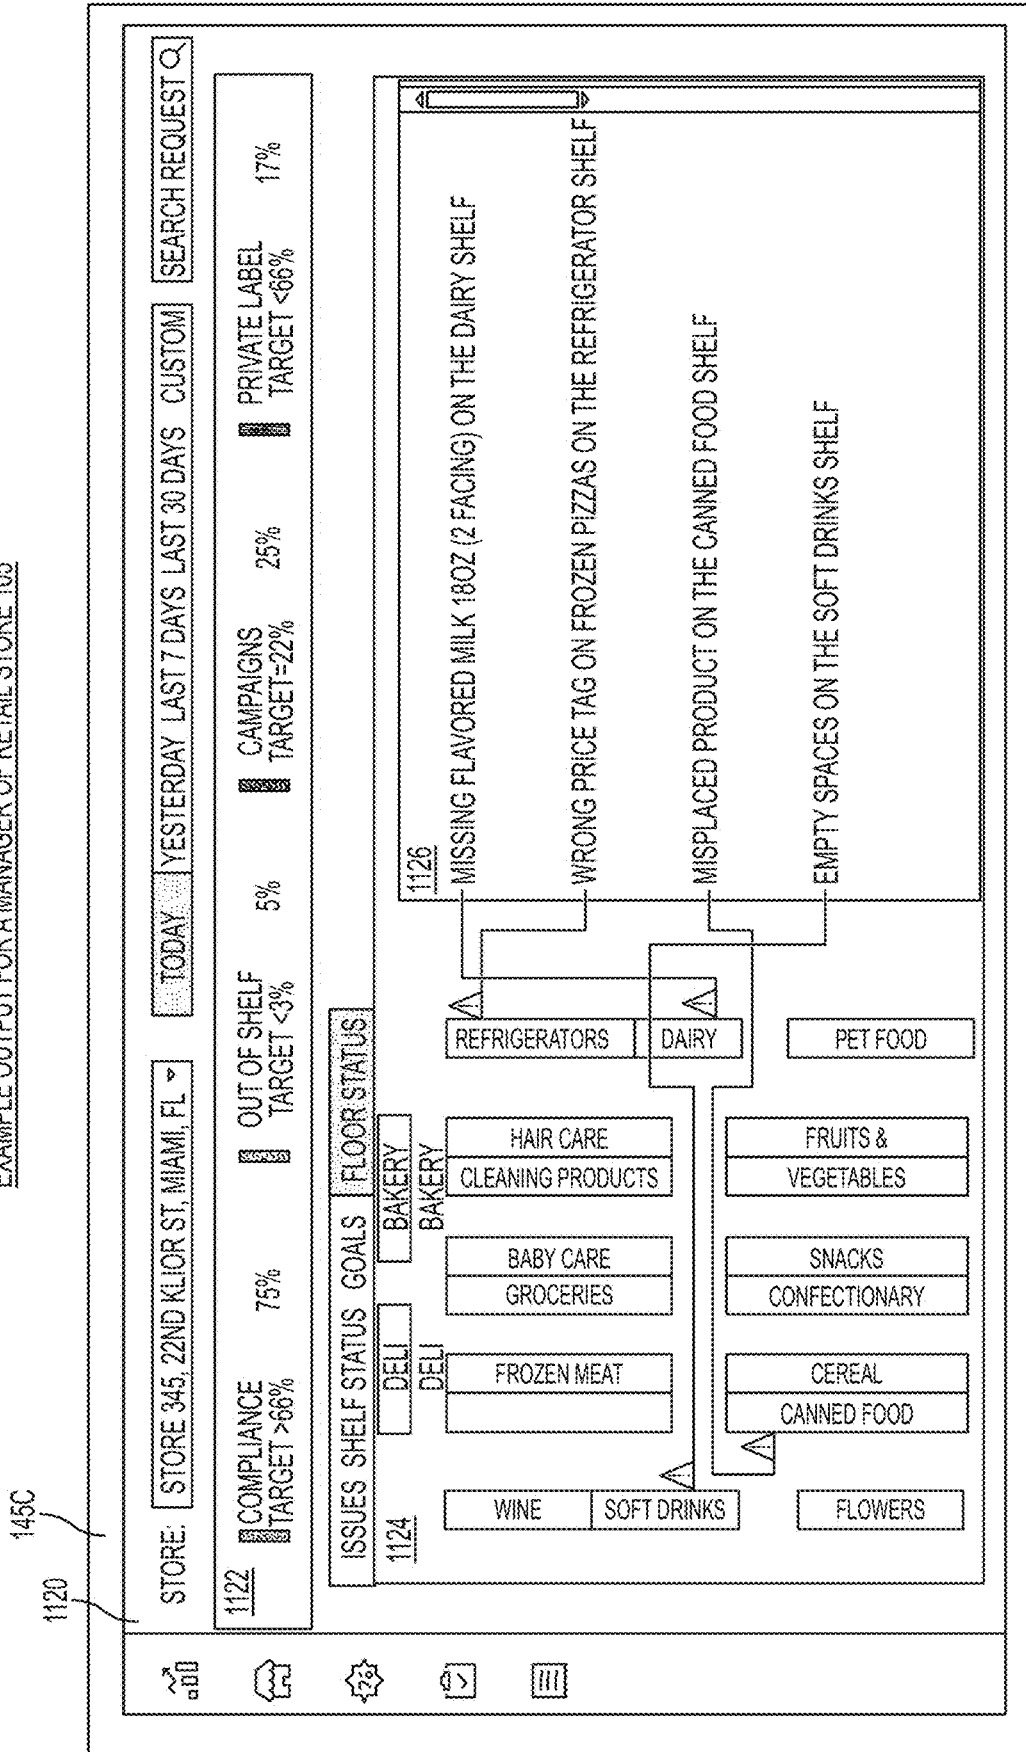 EXAMPLE OUTPUT FOR A MANAGER OF RETAIL STORE 105
145C
1120
STORE: STORE 345, 22ND KLIOR ST, MIAMI, FL TODAY YESTERDAY LAST 7 DAYS LAST 30 DAYS CUSTOM SEARCH REQUEST
1122
COMPLIANCE
TARGET >66%
75%
OUT OF SHELF
TARGET <3%
5%
CAMPAIGNS
TARGET=22%
25%
PRIVATE LABEL
TARGET <66%
17%
ISSUES SHELF STATUS GOALS FLOOR STATUS
1124
DELI
DELI
BAKERY
BAKERY
WINE
SOFT DRINKS
FLOWERS
FROZEN MEAT
CEREAL
CANNED FOOD
BABY CARE
GROCERIES
SNACKS
CONFECTIONARY
HAIR CARE
CLEANING PRODUCTS
FRUITS &
VEGETABLES
REFRIGERATORS
DAIRY
PET FOOD
1126
MISSING FLAVORED MILK 18OZ (2 FACING) ON THE DAIRY SHELF
WRONG PRICE TAG ON FROZEN PIZZAS ON THE REFRIGERATOR SHELF
MISPLACED PRODUCT ON THE CANNED FOOD SHELF
EMPTY SPACES ON THE SOFT DRINKS SHELF